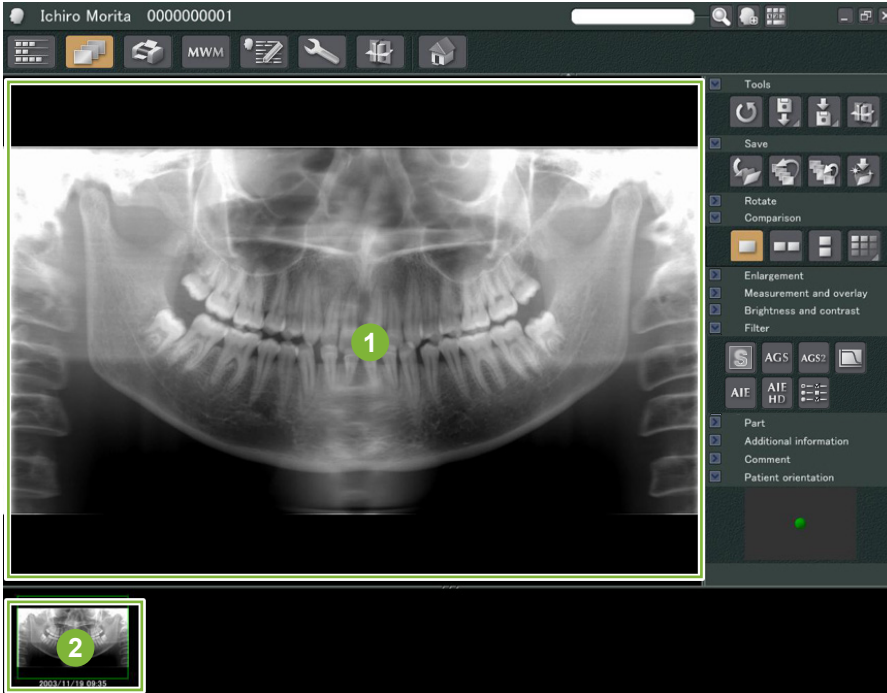 Ichiro Morita 0000000001
MWM
Tools
Save
Rotate
Comparison
Enlargement
Measurement and overlay
Brightness and contrast
Filter
S AGS AGS2
AIE AIE HD
Part
Additional information
Comment
Patient orientation
1
2
2003/11/19 09:35